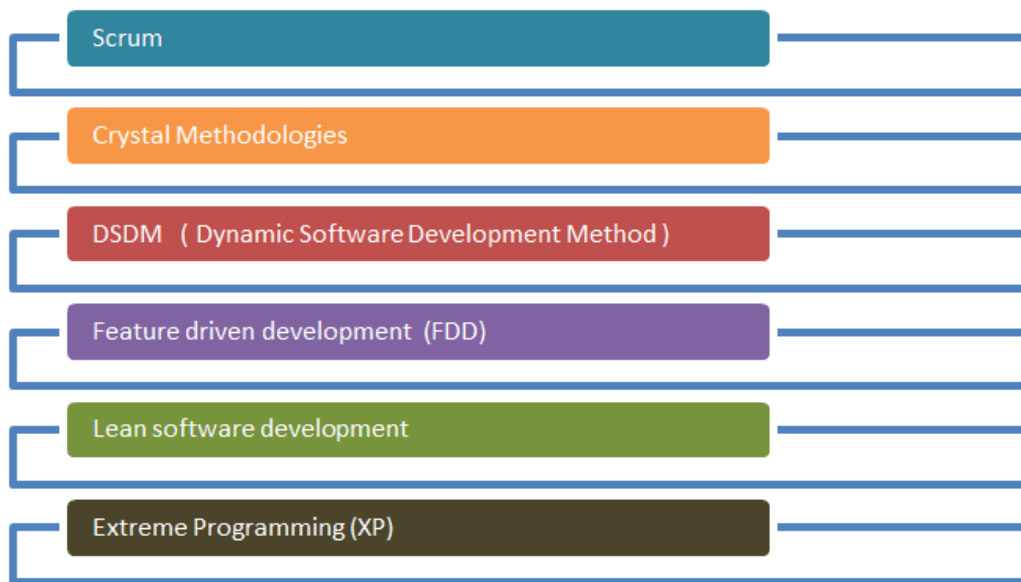 Scrum
Crystal Methodologies
DSDM ( Dynamic Software Development Method )
Feature driven development (FDD)
Lean software development
Extreme Programming (XP)